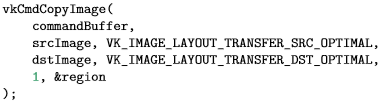 vkCmdCopyImage(
    commandBuffer,
    srcImage, VK_IMAGE_LAYOUT_TRANSFER_SRC_OPTIMAL,
    dstImage, VK_IMAGE_LAYOUT_TRANSFER_DST_OPTIMAL,
    1, &region
);